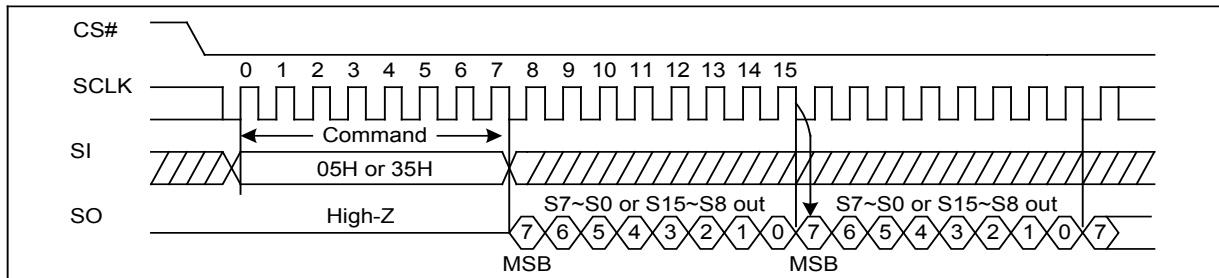 CS#
0 1 2 3 4 5 6 7 8 9 10 11 12 13 14 15
SCLK
Command
SI
05H or 35H
S7~S0 or S15~S8 out S7~S0 or S15~S8 out
SO High-Z
7 6 5 4 3 2 1 0 7 6 5 4 3 2 1 0 7
MSB MSB